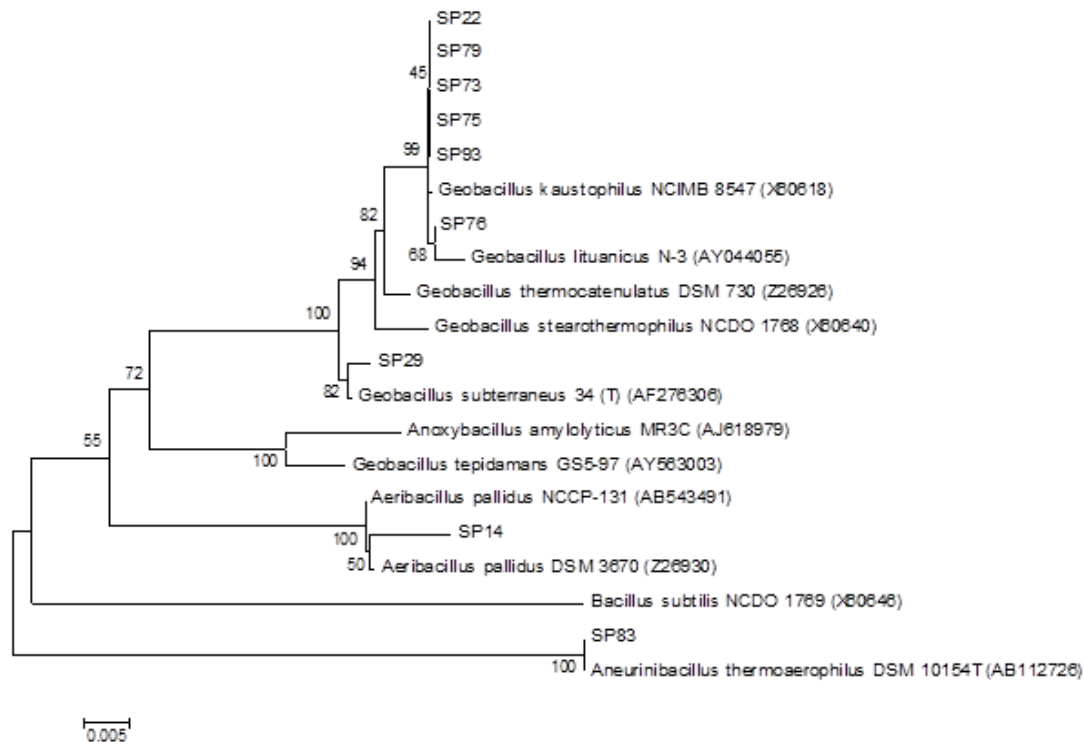 SP22
SP79
45
SP73
SP75
99
SP93
Geobacillus kaustophilus NCIMB 8547 (X60618)
82
SP76
68
Geobacillus lituanicus N-3 (AY044055)
94
Geobacillus thermocatenulatus DSM 730 (Z26926)
100
Geobacillus stearothermophilus NCDO 1768 (X60640)
SP29
72
82
Geobacillus subterraneus 34 (T) (AF276306)
55
Anoxybacillus amylolyticus MR3C (AJ618979)
100
Geobacillus tepidamans GS5-97 (AY563003)
Aeribacillus pallidus NCCP-131 (AB543491)
100
SP14
50
Aeribacillus pallidus DSM 3670 (Z26930)
Bacillus subtilis NCDO 1769 (X60646)
SP83
100
Aneurinibacillus thermoaerophilus DSM 10154T (AB112726)
0.005